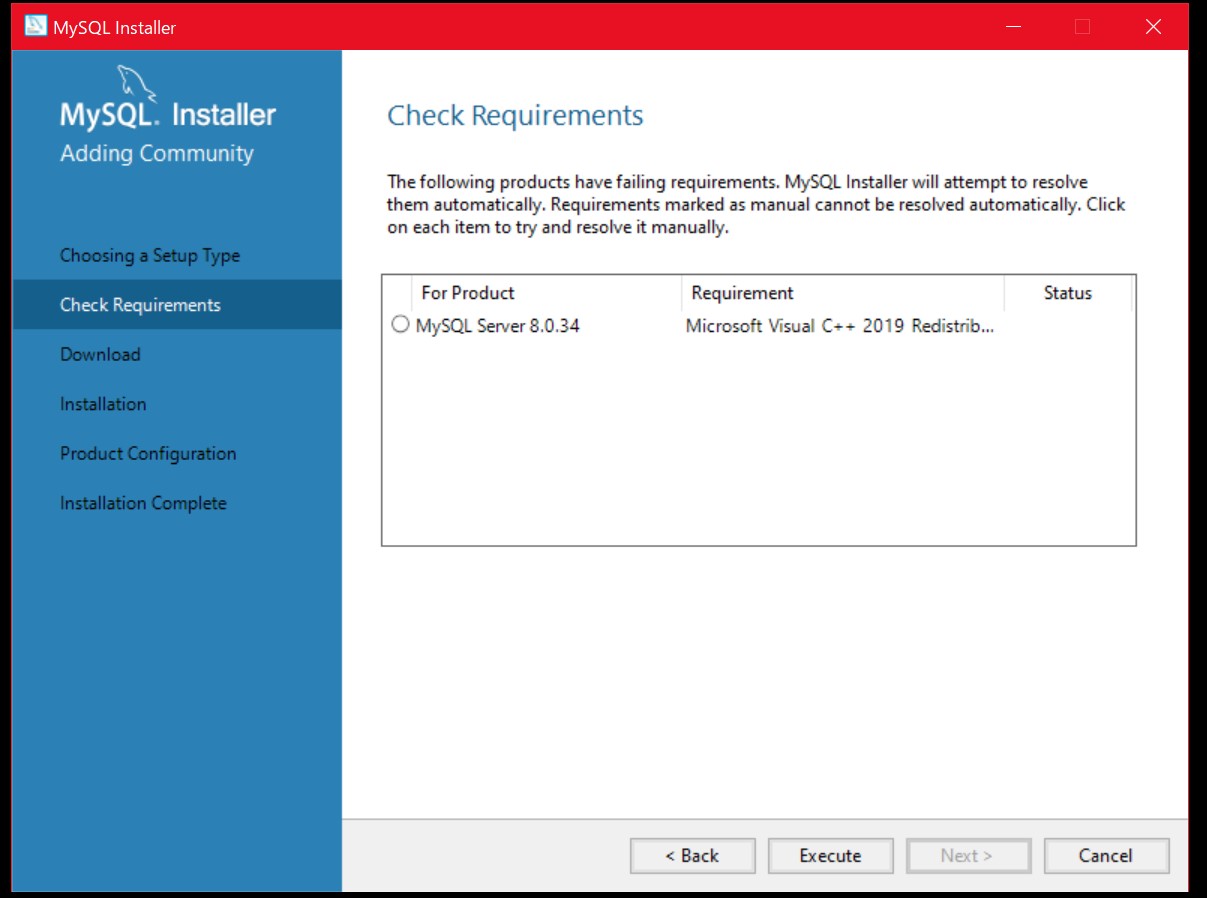 MySQL Installer
MySQL. Installer
Adding Community
Choosing a Setup Type
Check Requirements
Download
Installation
Product Configuration
Installation Complete
Check Requirements
The following products have failing requirements. MySQL Installer will attempt to resolve
them automatically. Requirements marked as manual cannot be resolved automatically. Click
on each item to try and resolve it manually.
For Product Requirement Status
MySQL Server 8.0.34 Microsoft Visual C++ 2019 Redistrib...
< Back Execute Next > Cancel